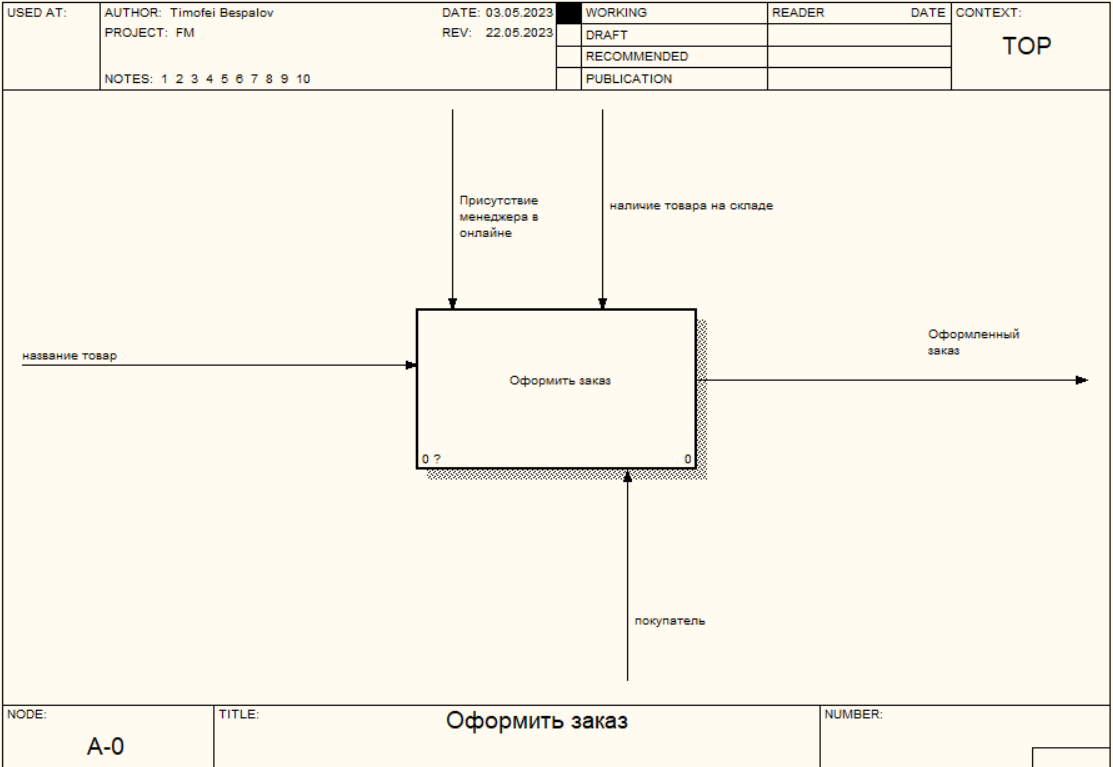 USED AT:
AUTHOR: Timofei Bespalov
DATE: 03.05.2023
PROJECT: FM
REV: 22.05.2023
NOTES: 1 2 3 4 5 6 7 8 9 10
WORKING
DRAFT
RECOMMENDED
PUBLICATION
READER
DATE
CONTEXT:
TOP
Присутствие
менеджера в
онлайне
наличие товара на складе
название товар
Оформить заказ
0 ?
0
Оформленный
заказ
покупатель
NODE:
A-0
TITLE:
Оформить заказ
NUMBER: